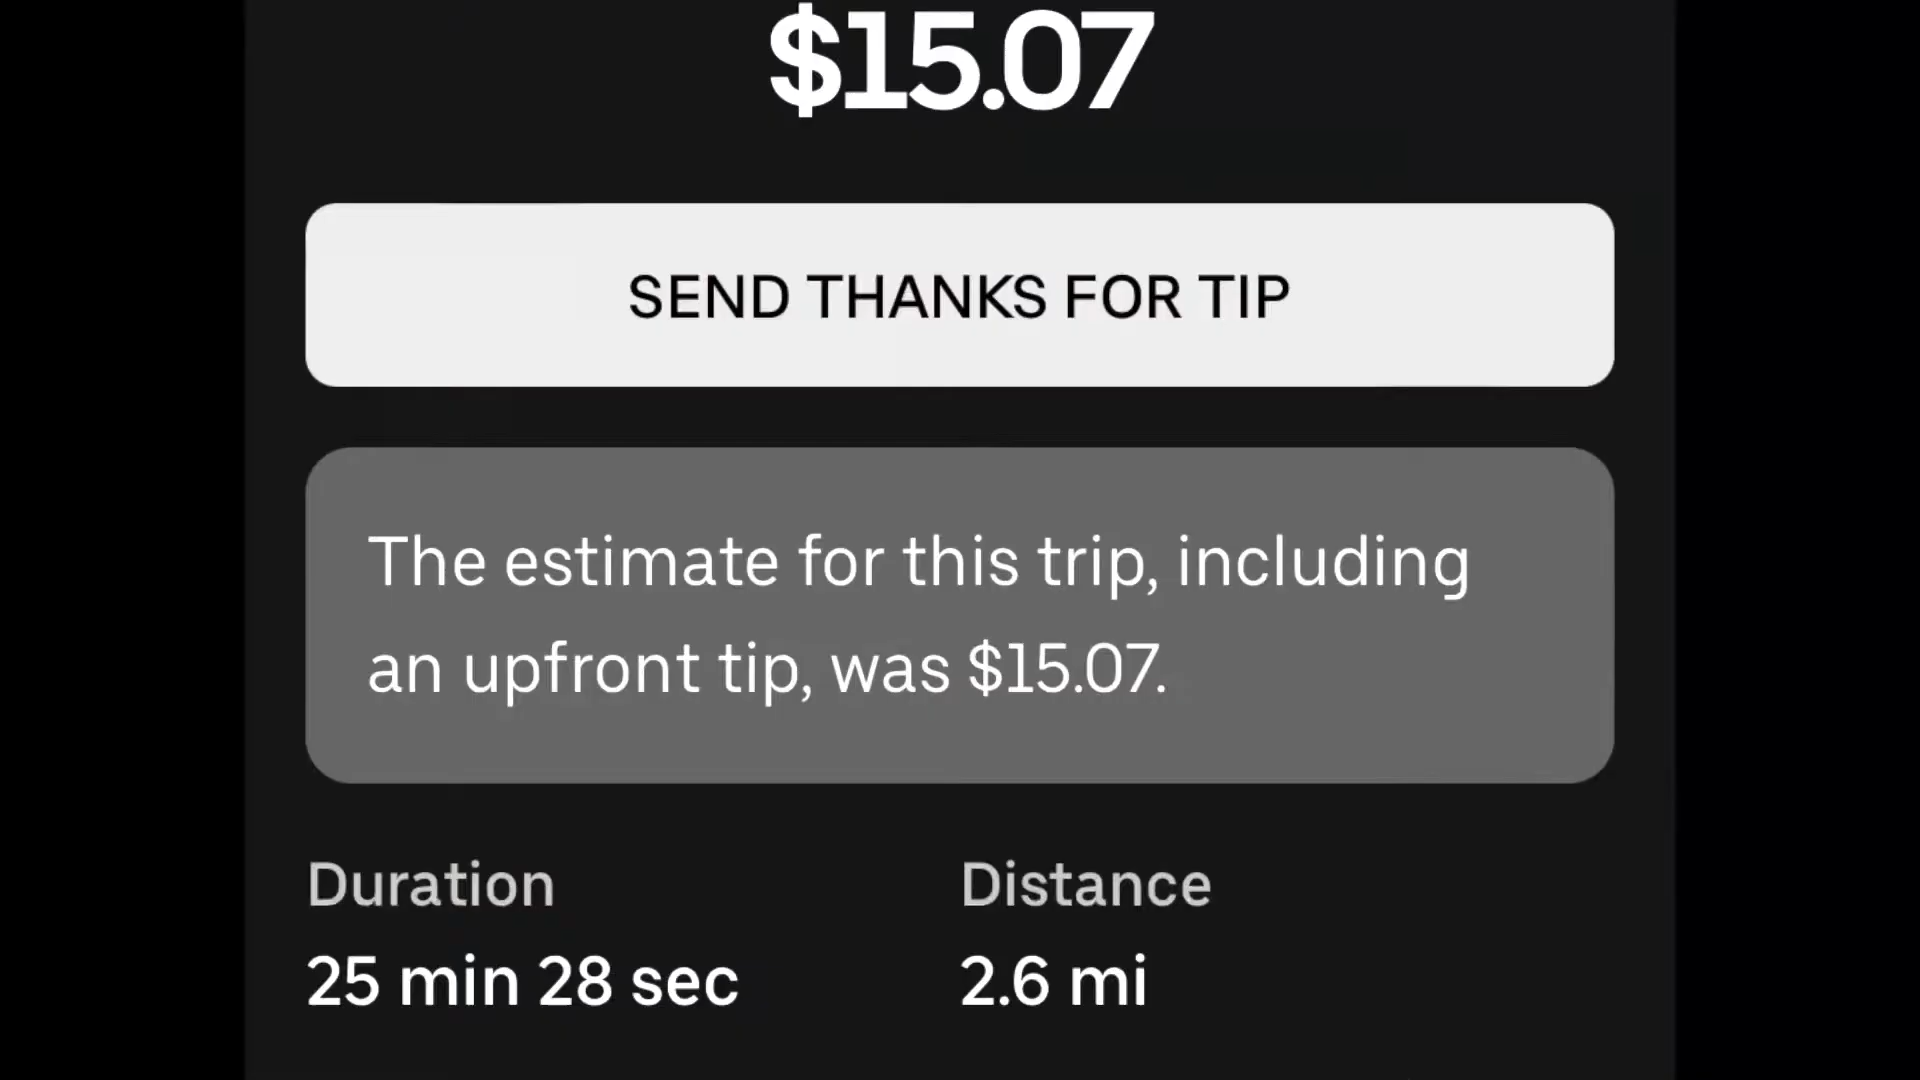 $15.07
SEND THANKS FOR TIP
The estimate for this trip, including
an upfront tip, was $15.07.
Duration
Distance
25 min 28 sec
2.6 mi